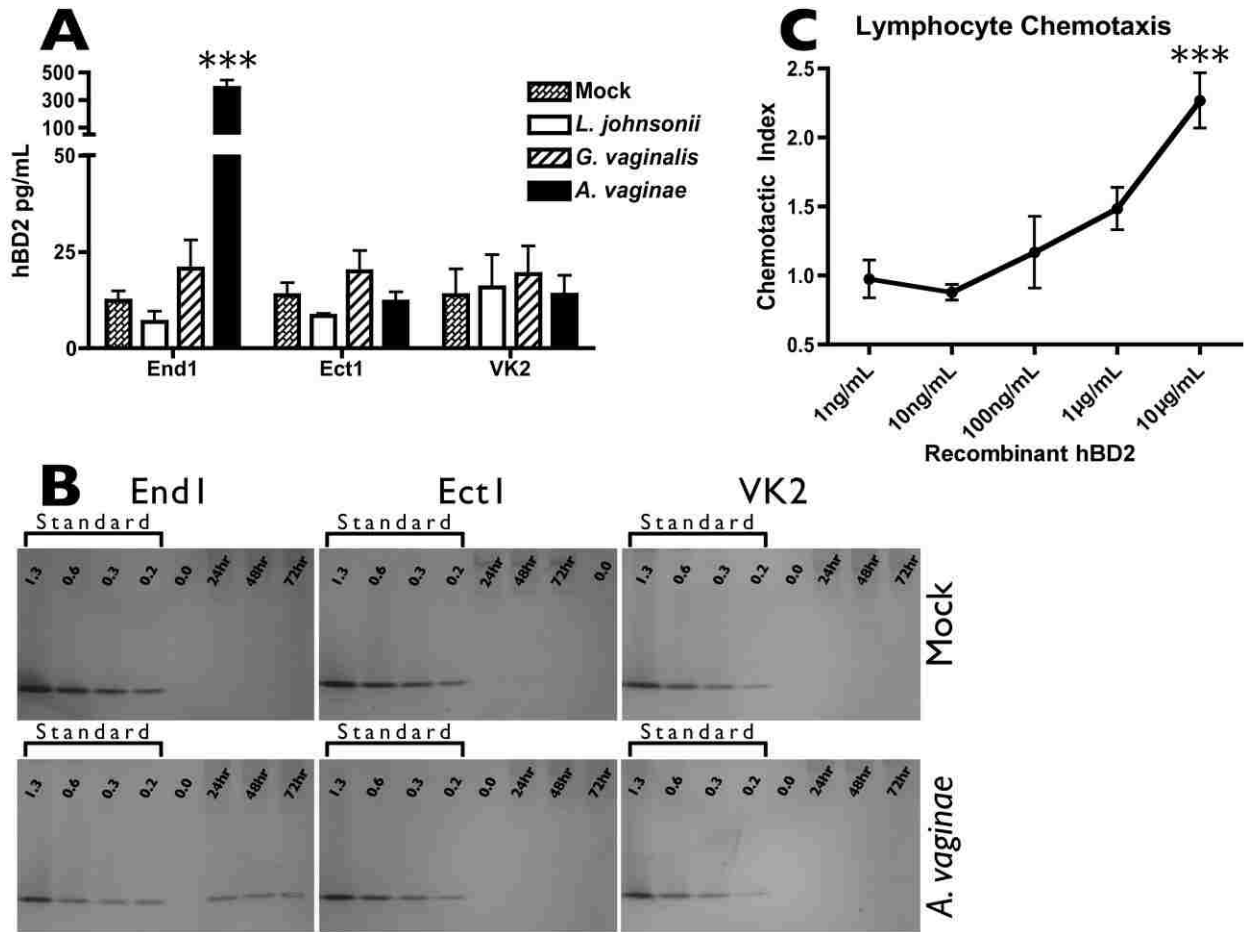 A
***
500
300
100
50
25
0
hBD2 pg/mL
End1
Ect1
VK2
Mock
L. johnsonii
G. vaginalis
A. vaginae
C
Lymphocyte Chemotaxis
***
2.5
2.0
1.5
1.0
0.5
Chemotactic Index
1ng/mL
10ng/mL
100ng/mL
1µg/mL
10µg/mL
Recombinant hBD2
B
End1
Ect1
VK2
Standard
Standard
Standard
1.3 0.6 0.3 0.2 0.0 24hr 48hr 72hr
1.3 0.6 0.3 0.2 24hr 48hr 72hr 0.0
1.3 0.6 0.3 0.2 0.0 24hr 48hr 72hr
Mock
Standard
Standard
Standard
1.3 0.6 0.3 0.2 0.0 24hr 48hr 72hr
1.3 0.6 0.3 0.2 0.0 24hr 48hr 72hr
1.3 0.6 0.3 0.2 0.0 24hr 48hr 72hr
A. vaginae